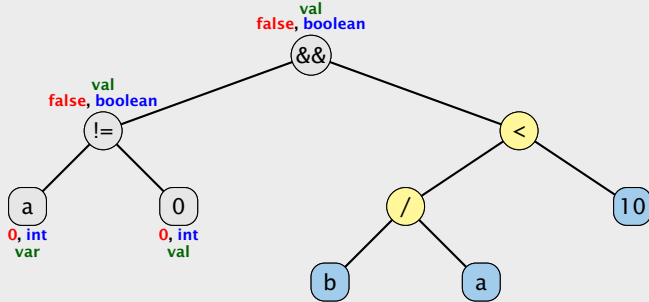 val
false, boolean
&&
val
false, boolean
!=
<
a
0
/
10
0, int
var
0, int
val
b
a